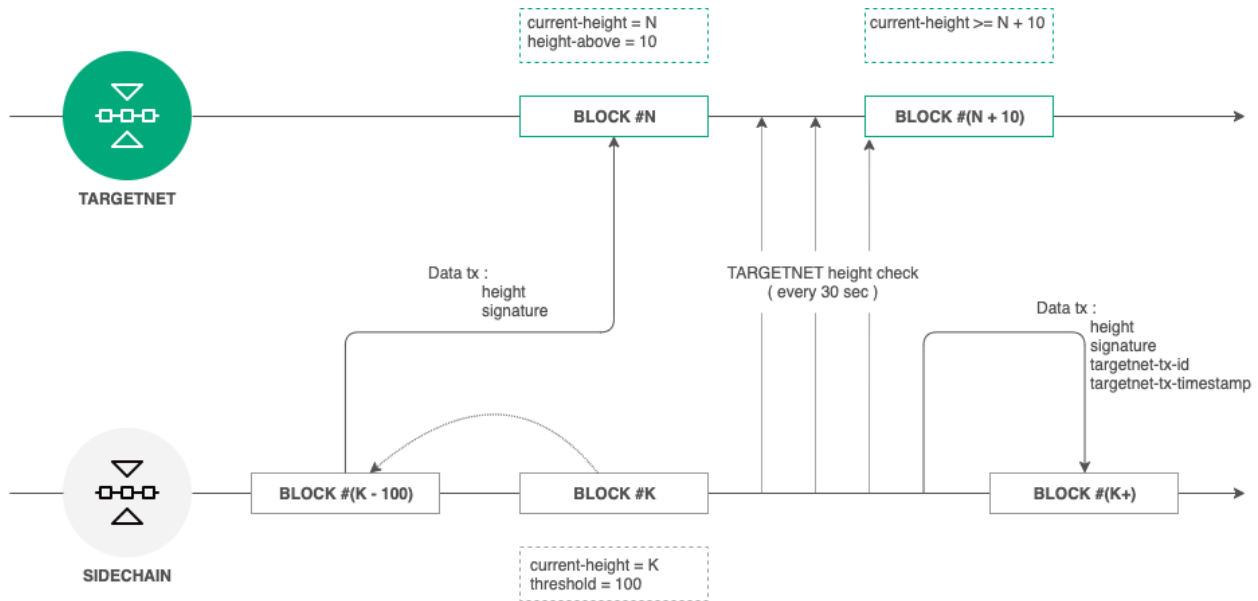 current-height = N
height-above = 10
current-height >= N + 10
BLOCK #N
BLOCK #(N + 10)
TARGETNET
Data tx :
height
signature
TARGETNET height check
( every 30 sec )
Data tx :
height
signature
targetnet-tx-id
targetnet-tx-timestamp
BLOCK #(K - 100)
BLOCK #K
BLOCK #(K+)
SIDECHAIN
current-height = K
threshold = 100